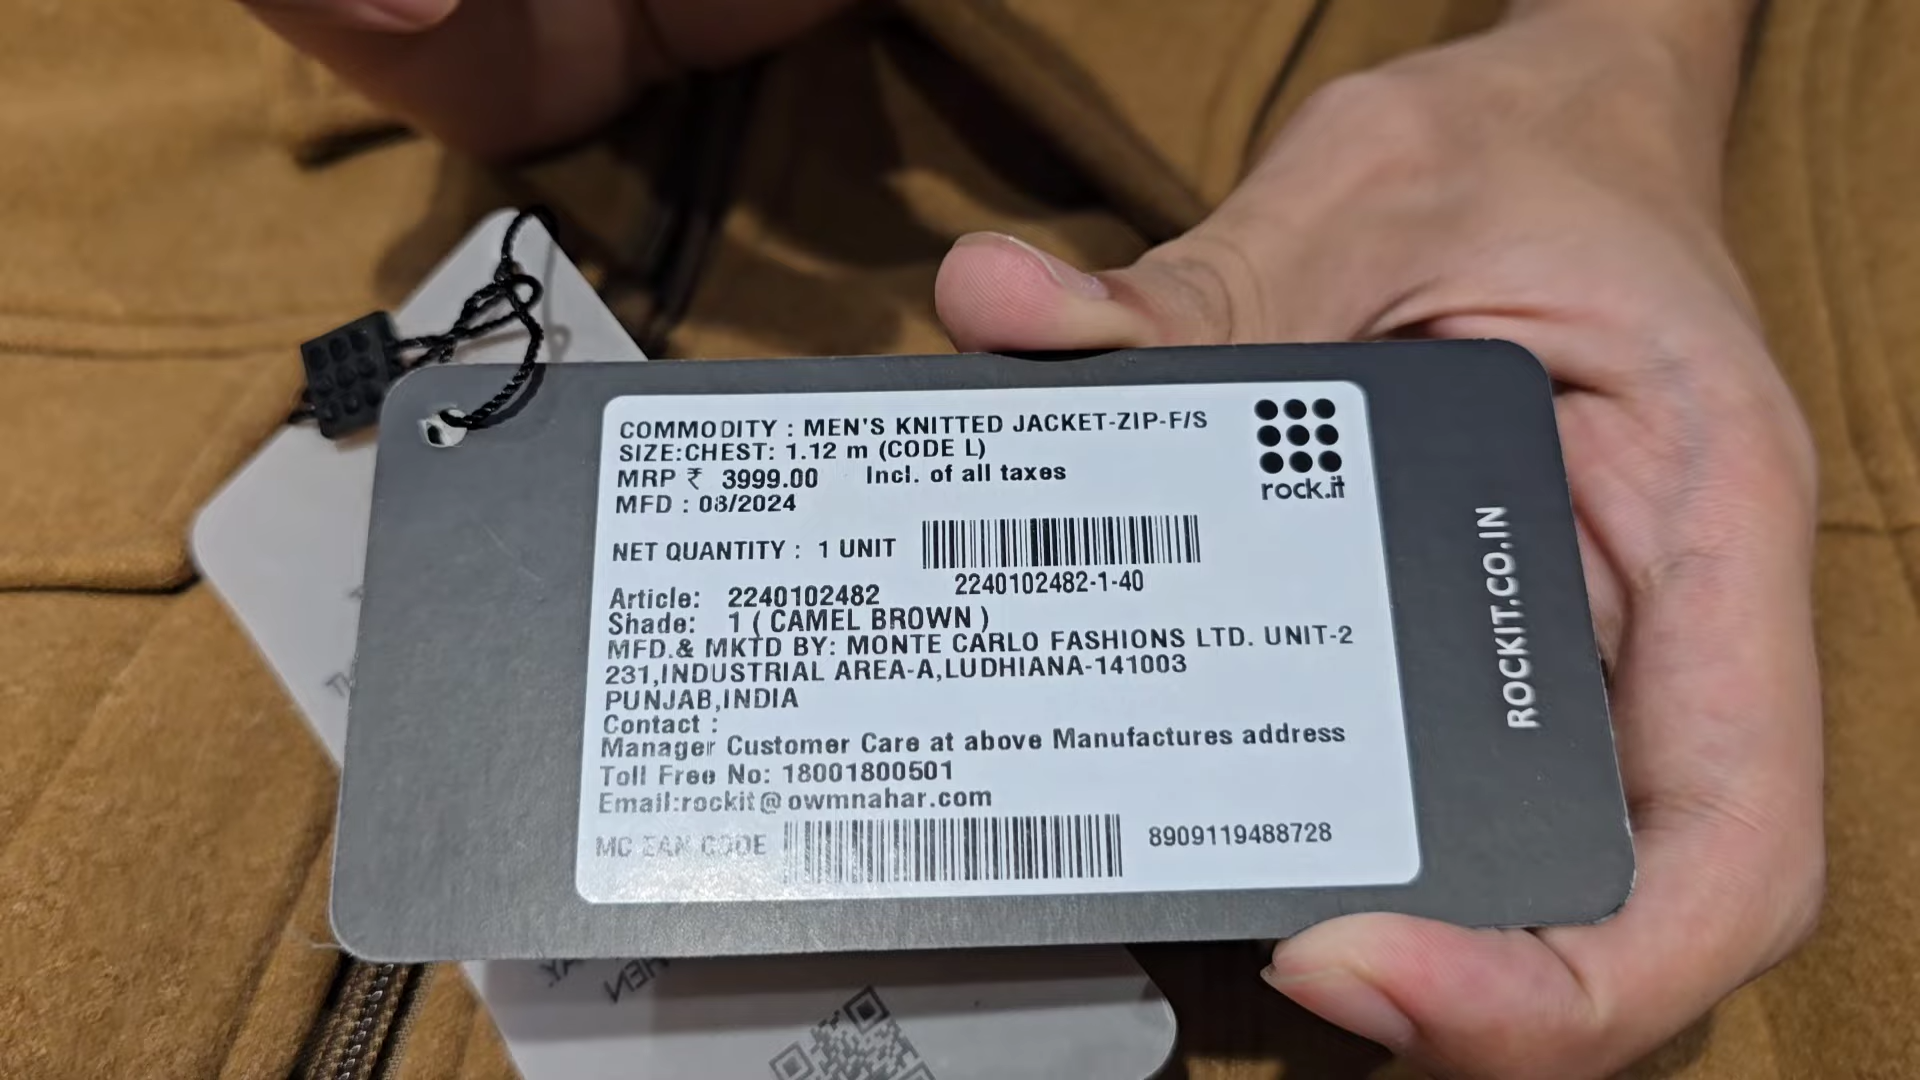 COMMODITY : MEN'S KNITTED JACKET-ZIP-F/S
SIZE:CHEST: 1.12 m (CODE L)
MRP ₹ 3999.00 Incl. of all taxes
MFD : 08/2024
rock.it
NET QUANTITY : 1 UNIT
2240102482-1-40
Article: 2240102482
Shade: 1 ( CAMEL BROWN )
MFD.& MKTD BY: MONTE CARLO FASHIONS LTD. UNIT-2
231,INDUSTRIAL AREA-A,LUDHIANA-141003
PUNJAB,INDIA
Contact :
Manager Customer Care at above Manufactures address
Toll Free No: 18001800501
Email:rockit@owmnahar.com
MC EAN CODE 8909119488728
ROCKIT.CO.IN